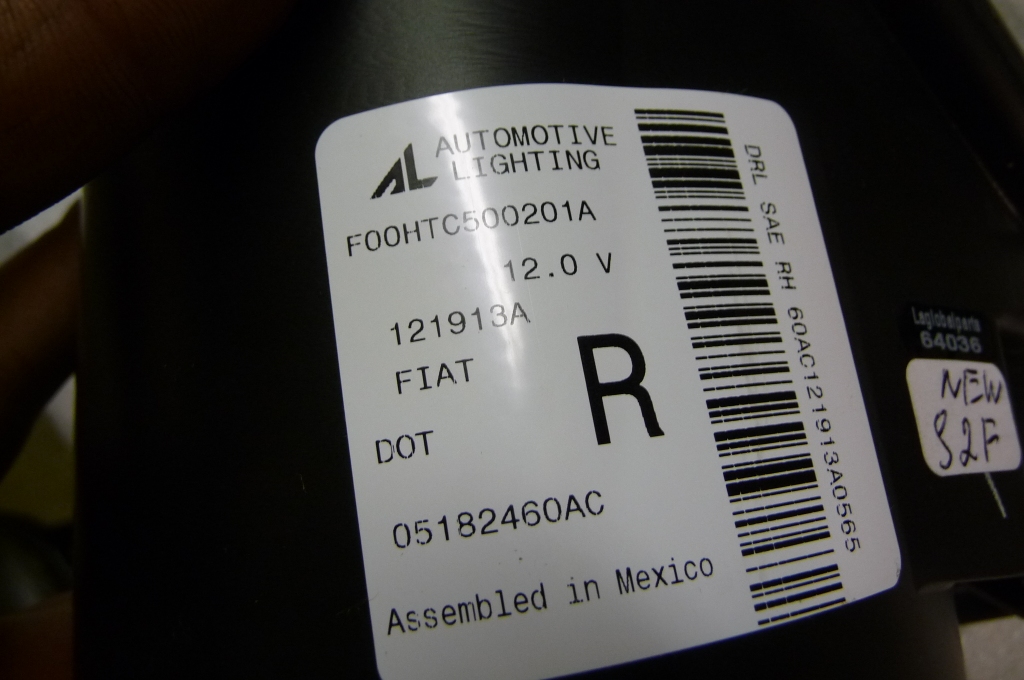 AL AUTOMOTIVE
LIGHTING
F00HTC500201A
12.0 V
121913A
FIAT
R
DOT
05182460AC
Assembled in Mexico
DRL SAE RH 60AC121913A0565
Laglobalparts
64036
NEW
S2F